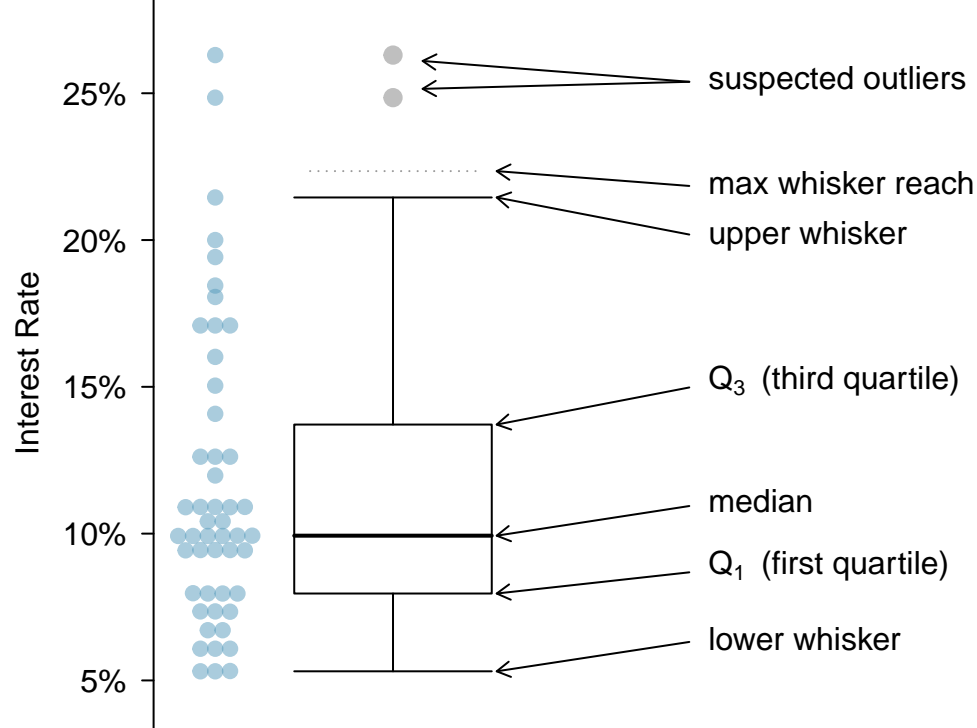 Interest Rate
25%
20%
15%
10%
5%
suspected outliers
max whisker reach
upper whisker
Q₃ (third quartile)
median
Q₁ (first quartile)
lower whisker